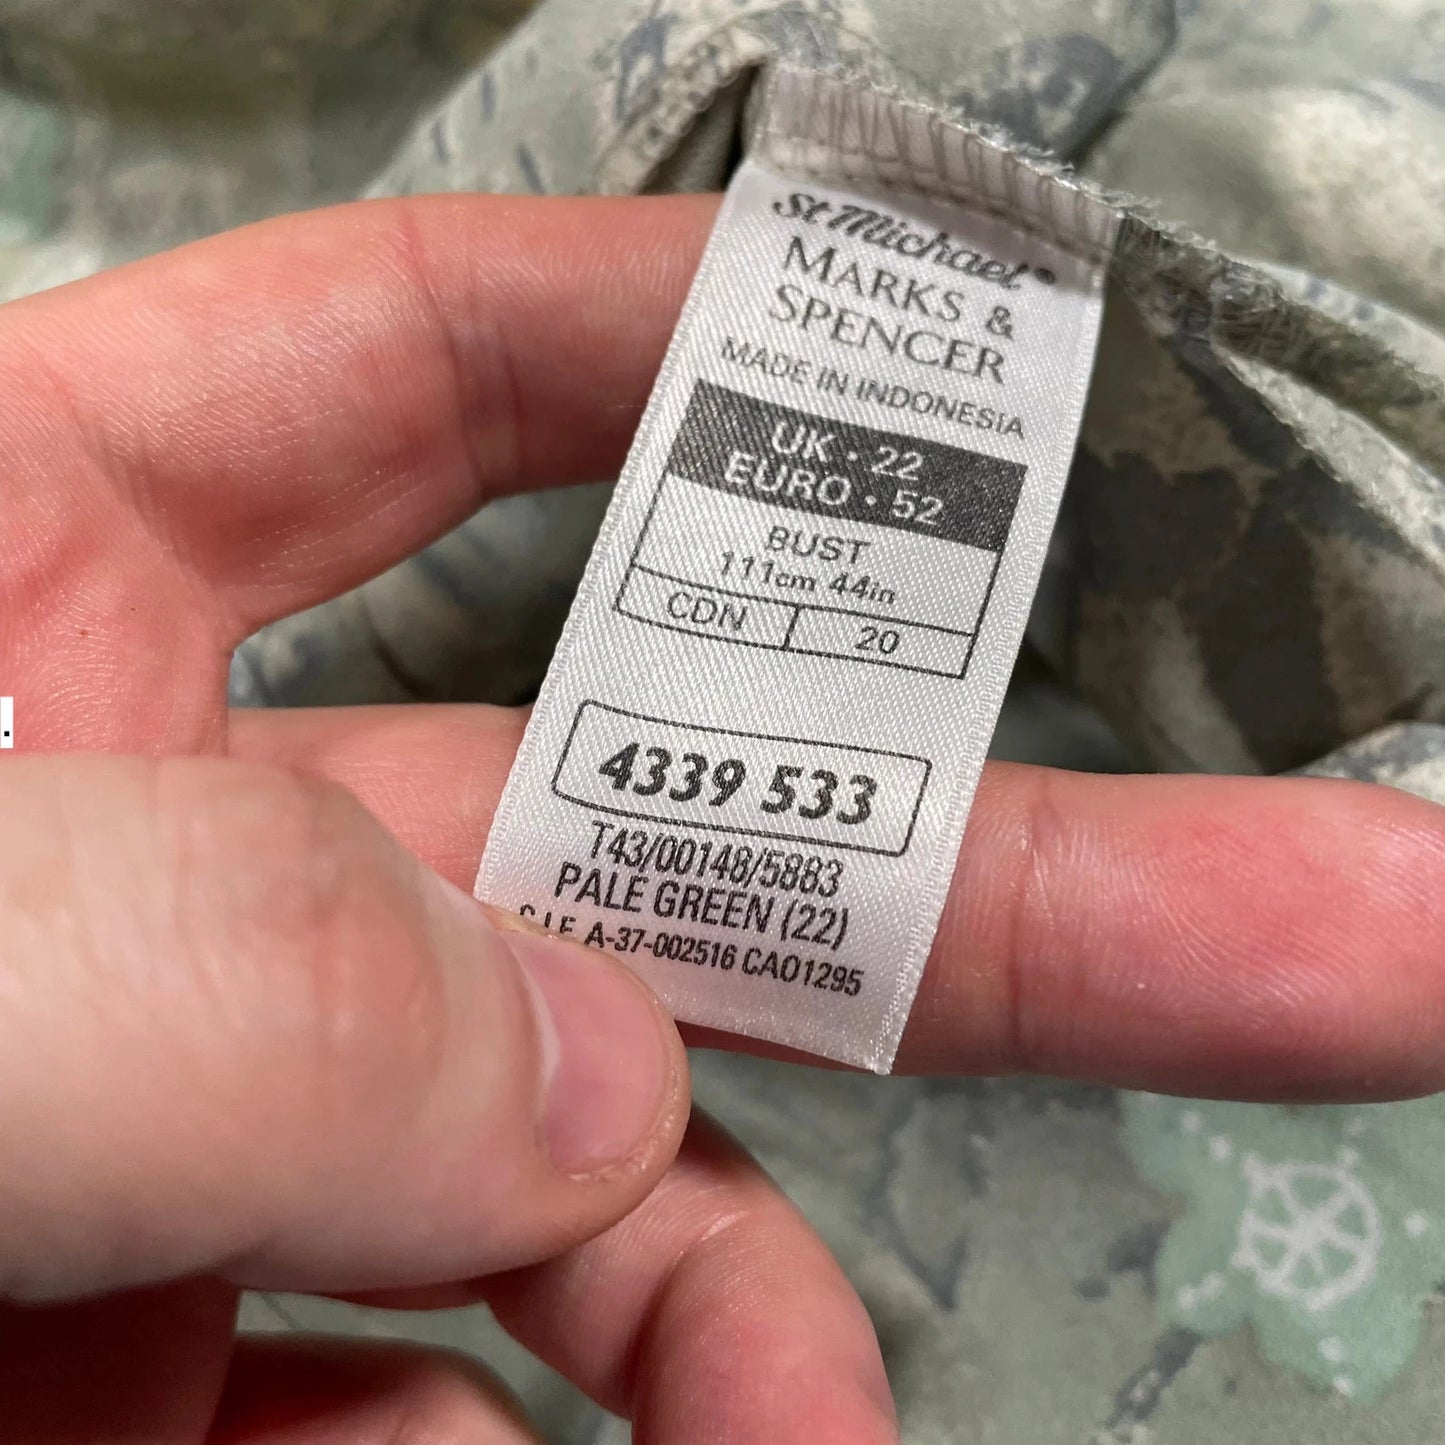 St Michael®
MARKS &
SPENCER
MADE IN INDONESIA
UK · 22
EURO · 52
BUST
111cm 44in
CDN 20
4339 533
T43/00148/5883
PALE GREEN (22)
C.I.F. A-37-002516 CA01295
.